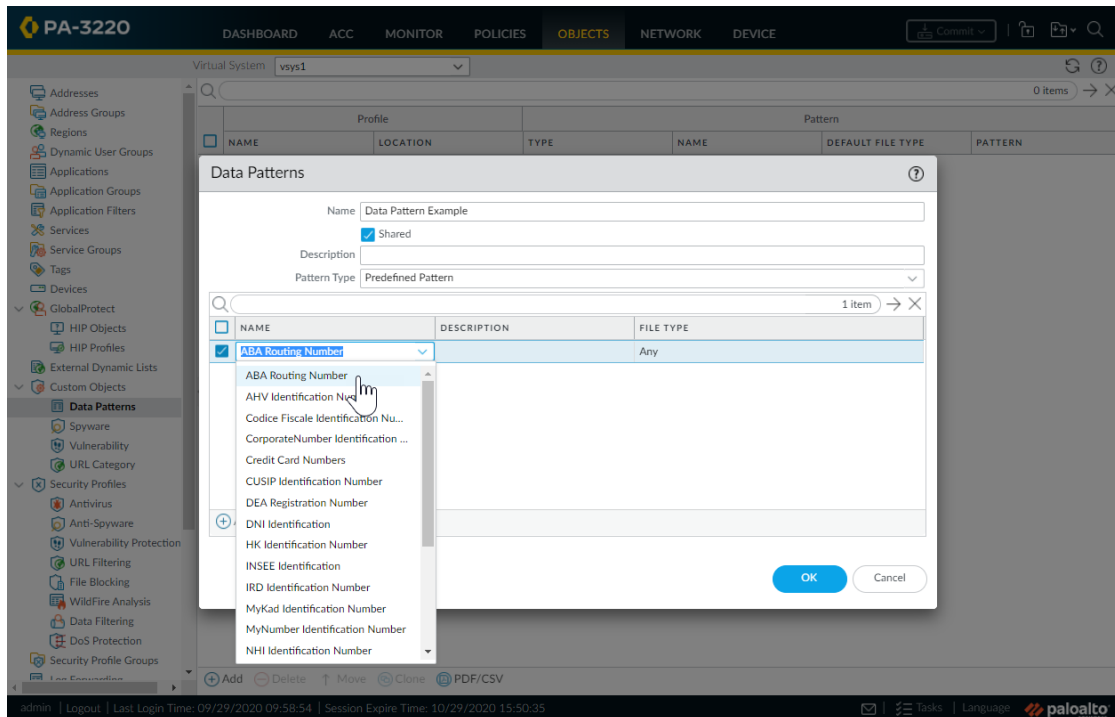 PA-3220
DASHBOARD ACC MONITOR POLICIES OBJECTS NETWORK DEVICE
Commit
Virtual System vsys1
0 items
Addresses
Address Groups
Regions
Dynamic User Groups
Applications
Application Groups
Application Filters
Services
Service Groups
Tags
Devices
GlobalProtect
HIP Objects
HIP Profiles
External Dynamic Lists
Custom Objects
Data Patterns
Spyware
Vulnerability
URL Category
Security Profiles
Antivirus
Anti-Spyware
Vulnerability Protection
URL Filtering
File Blocking
WildFire Analysis
Data Filtering
DoS Protection
Security Profile Groups
Log Forwarding
Profile Pattern
NAME LOCATION TYPE NAME DEFAULT FILE TYPE PATTERN
Data Patterns
Name Data Pattern Example
Shared
Description
Pattern Type Predefined Pattern
1 item
NAME DESCRIPTION FILE TYPE
ABA Routing Number Any
ABA Routing Number
AHV Identification
Codice Fiscale Identification Nu...
CorporateNumber Identification ...
Credit Card Numbers
CUSIP Identification Number
DEA Registration Number
DNI Identification
HK Identification Number
INSEE Identification
IRD Identification Number
MyKad Identification Number
MyNumber Identification Number
NHI Identification Number
OK Cancel
Add Delete Move Clone PDF/CSV
admin | Logout | Last Login Time: 09/29/2020 09:58:54 | Session Expire Time: 10/29/2020 15:50:35
Tasks | Language paloalto